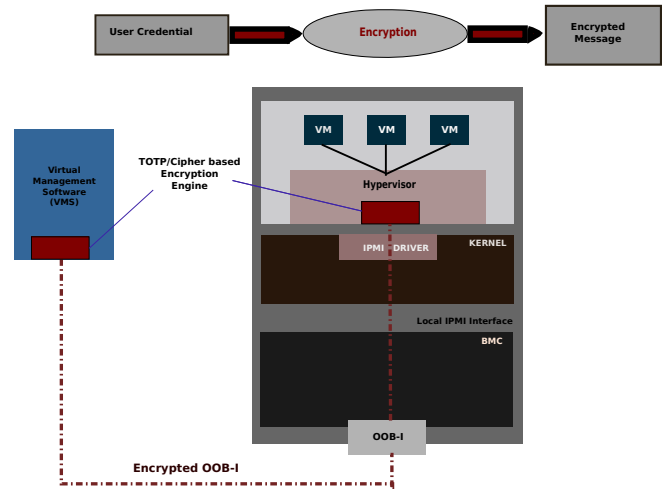 User Credential
Encryption
Encrypted
Message
VM
VM
VM
TOTP/Cipher based
Encryption
Engine
Virtual
Management
Software
(VMS)
Hypervisor
IPMI DRIVER
KERNEL
Local IPMI Interface
BMC
OOB-I
Encrypted OOB-I